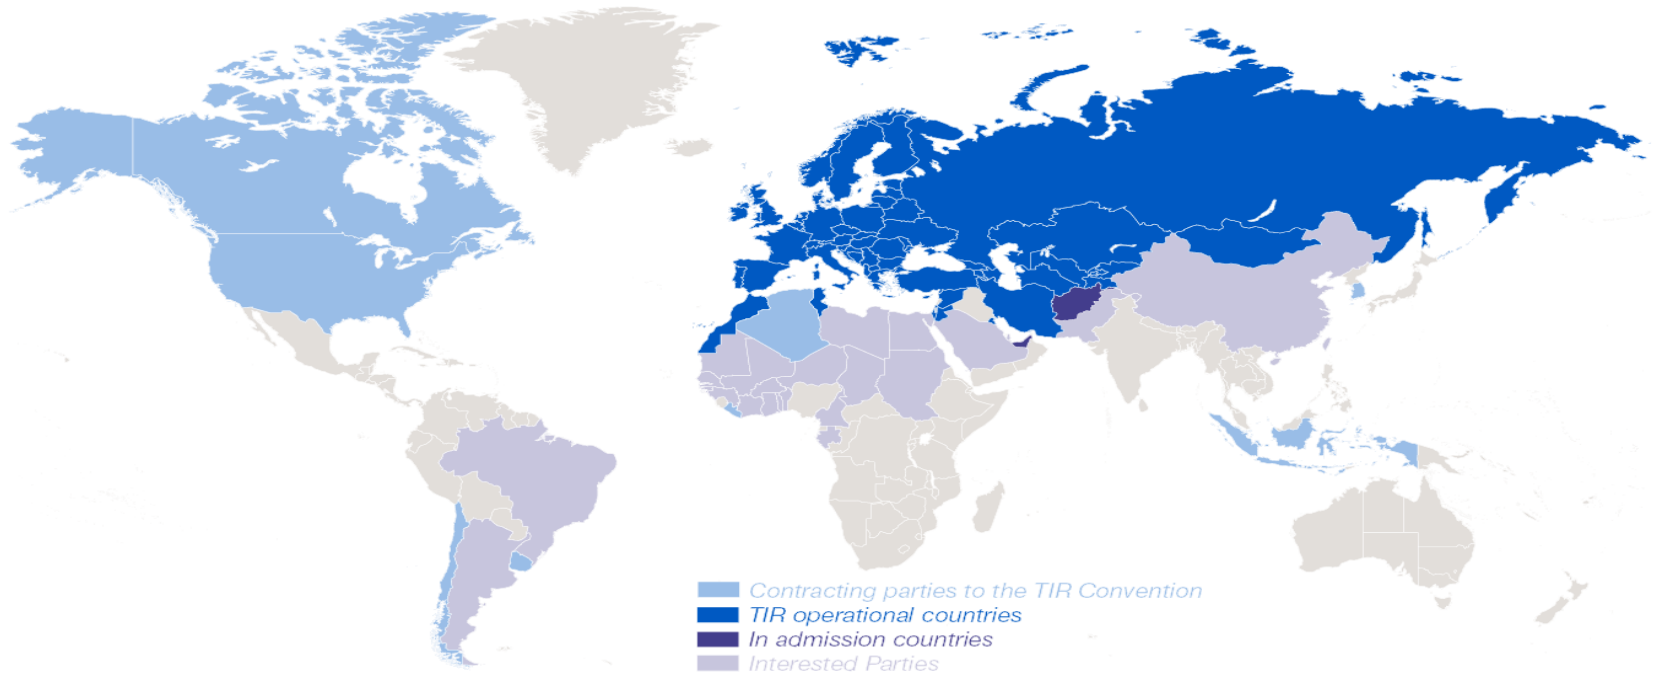 Contracting parties to the TIR Convention
TIR operational countries
In admission countries
Interested Parties